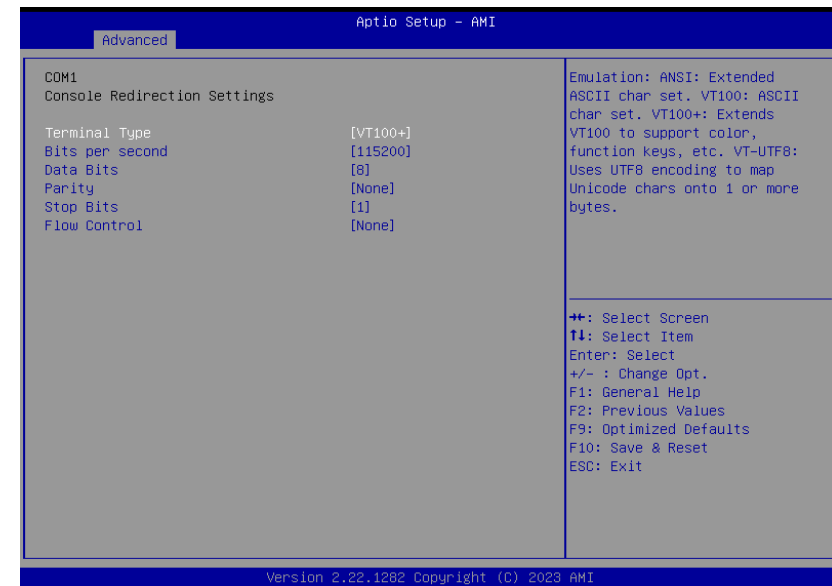 Aptio Setup – AMI
Advanced
COM1
Console Redirection Settings
Terminal Type [VT100+]
Bits per second [115200]
Data Bits [8]
Parity [None]
Stop Bits [1]
Flow Control [None]
Emulation: ANSI: Extended
ASCII char set. VT100: ASCII
char set. VT100+: Extends
VT100 to support color,
function keys, etc. VT-UTF8:
Uses UTF8 encoding to map
Unicode chars onto 1 or more
bytes.
→←: Select Screen
↑↓: Select Item
Enter: Select
+/- : Change Opt.
F1: General Help
F2: Previous Values
F9: Optimized Defaults
F10: Save & Reset
ESC: Exit
Version 2.22.1282 Copyright (C) 2023 AMI